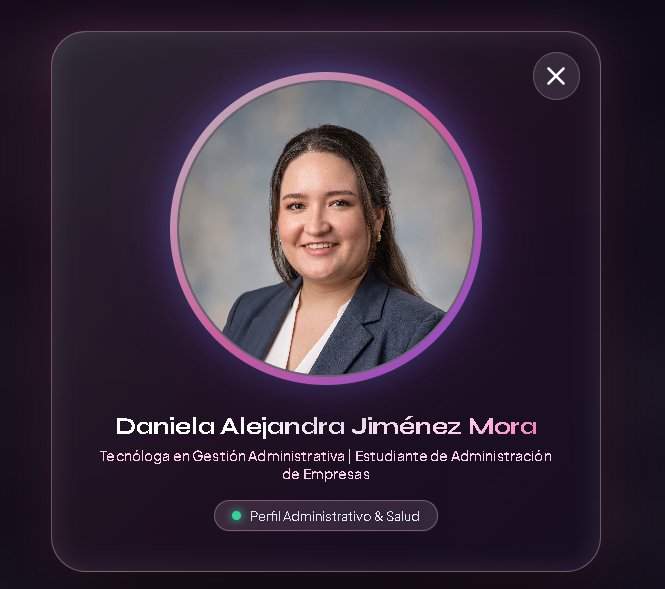 Daniela Alejandra Jiménez Mora
Tecnóloga en Gestión Administrativa | Estudiante de Administración
de Empresas
Perfil Administrativo & Salud